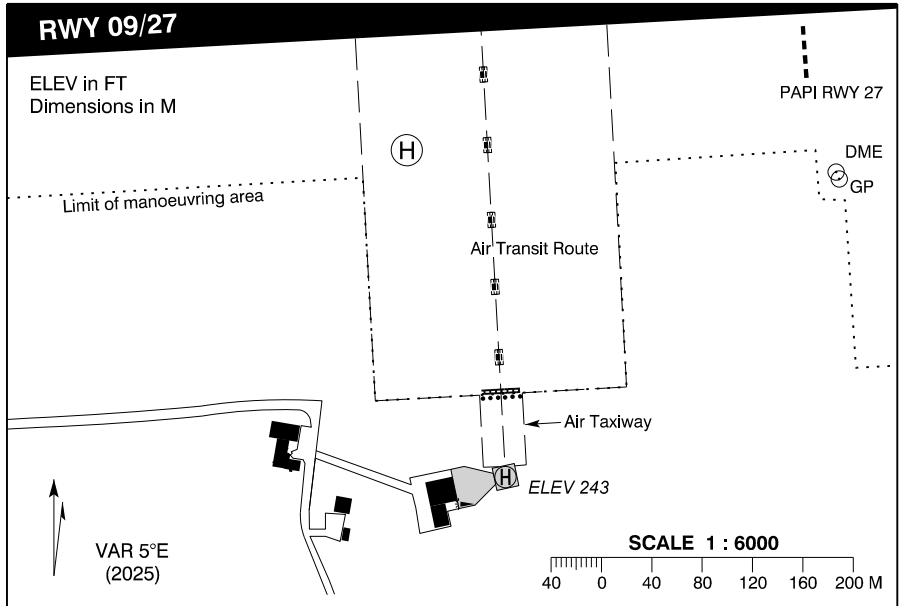 RWY 09/27
ELEV in FT
Dimensions in M
PAPI RWY 27
H
DME
GP
Limit of manoeuvring area
Air Transit Route
Air Taxiway
H
ELEV 243
VAR 5°E
(2025)
SCALE 1 : 6000
40 0 40 80 120 160 200 M